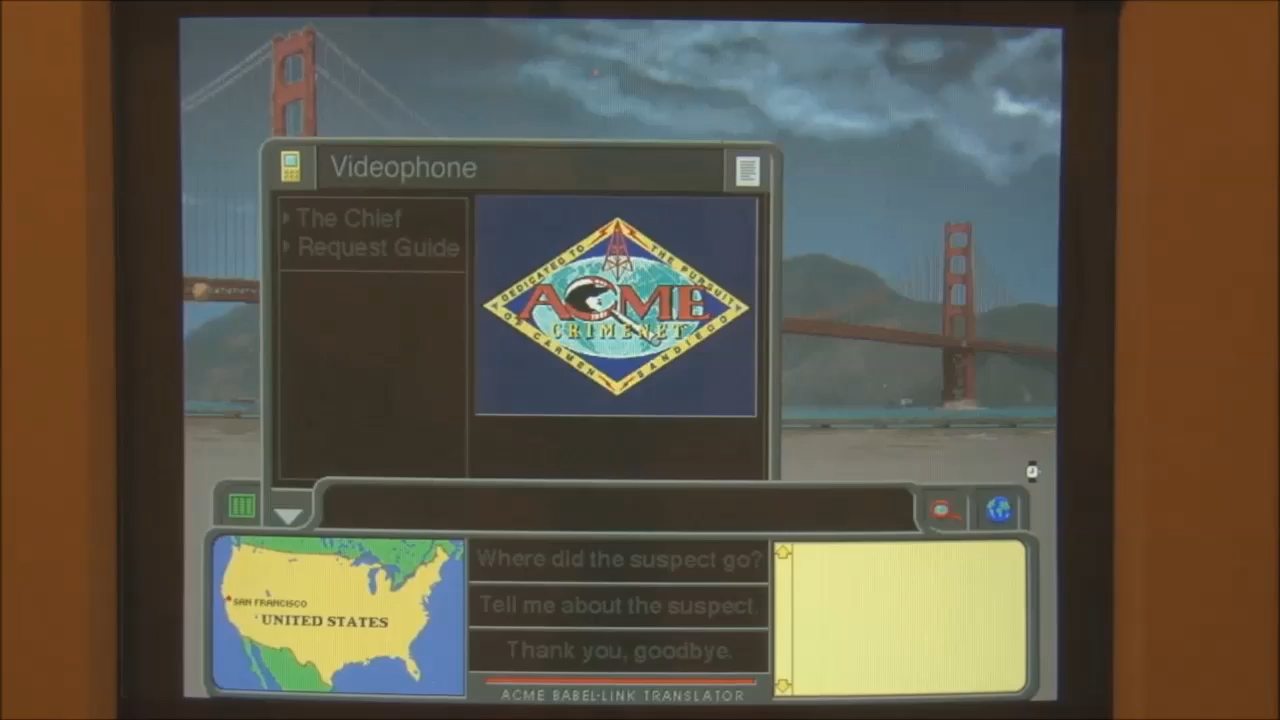 Videophone
The Chief
Request Guide
DEDICATED TO THE PURSUIT
ACME
CRIMENET
OF CARMEN SANDIEGO
SAN FRANCISCO
UNITED STATES
Where did the suspect go?
Tell me about the suspect.
Thank you, goodbye.
ACME BABEL-LINK TRANSLATOR